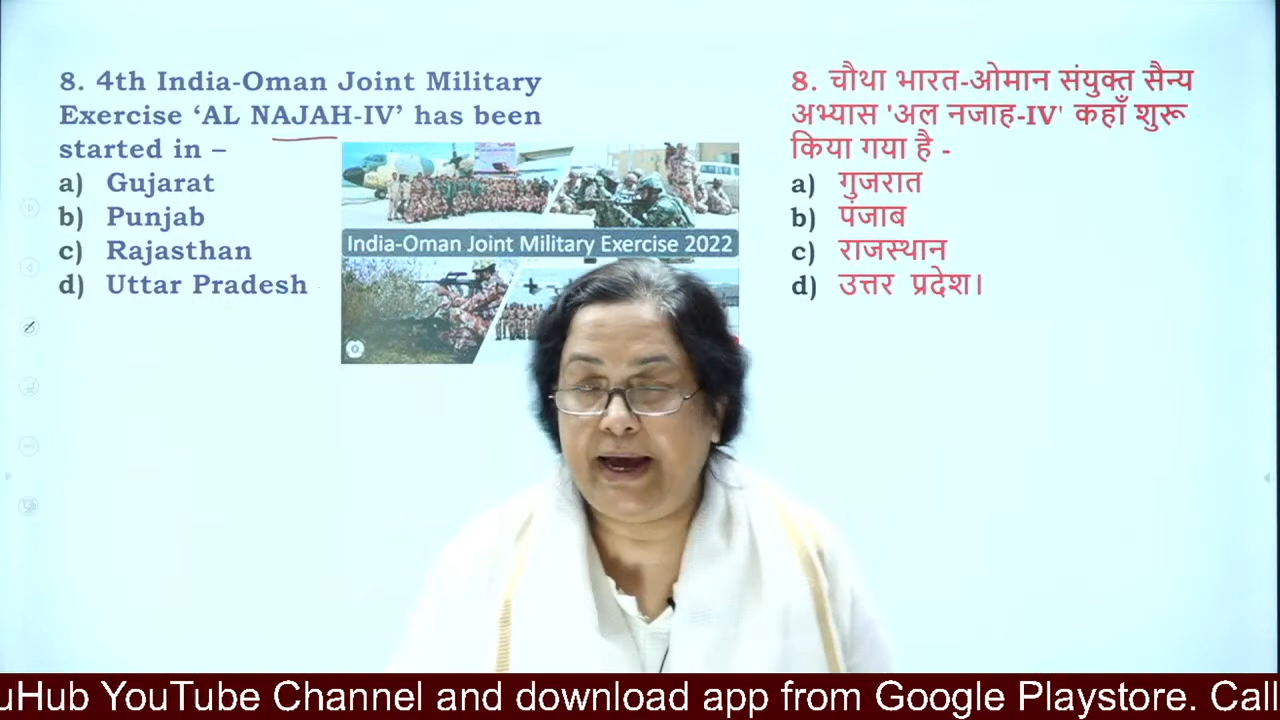 8. 4th India-Oman Joint Military
Exercise ‘AL NAJAH-IV’ has been
started in –
a) Gujarat
b) Punjab
c) Rajasthan
d) Uttar Pradesh
India-Oman Joint Military Exercise 2022
8. चौथा भारत-ओमान संयुक्त सैन्य
अभ्यास 'अल नजाह-IV' कहाँ शुरू
किया गया है -
a) गुजरात
b) पंजाब
c) राजस्थान
d) उत्तर प्रदेश।
uHub YouTube Channel and download app from Google Playstore. Call